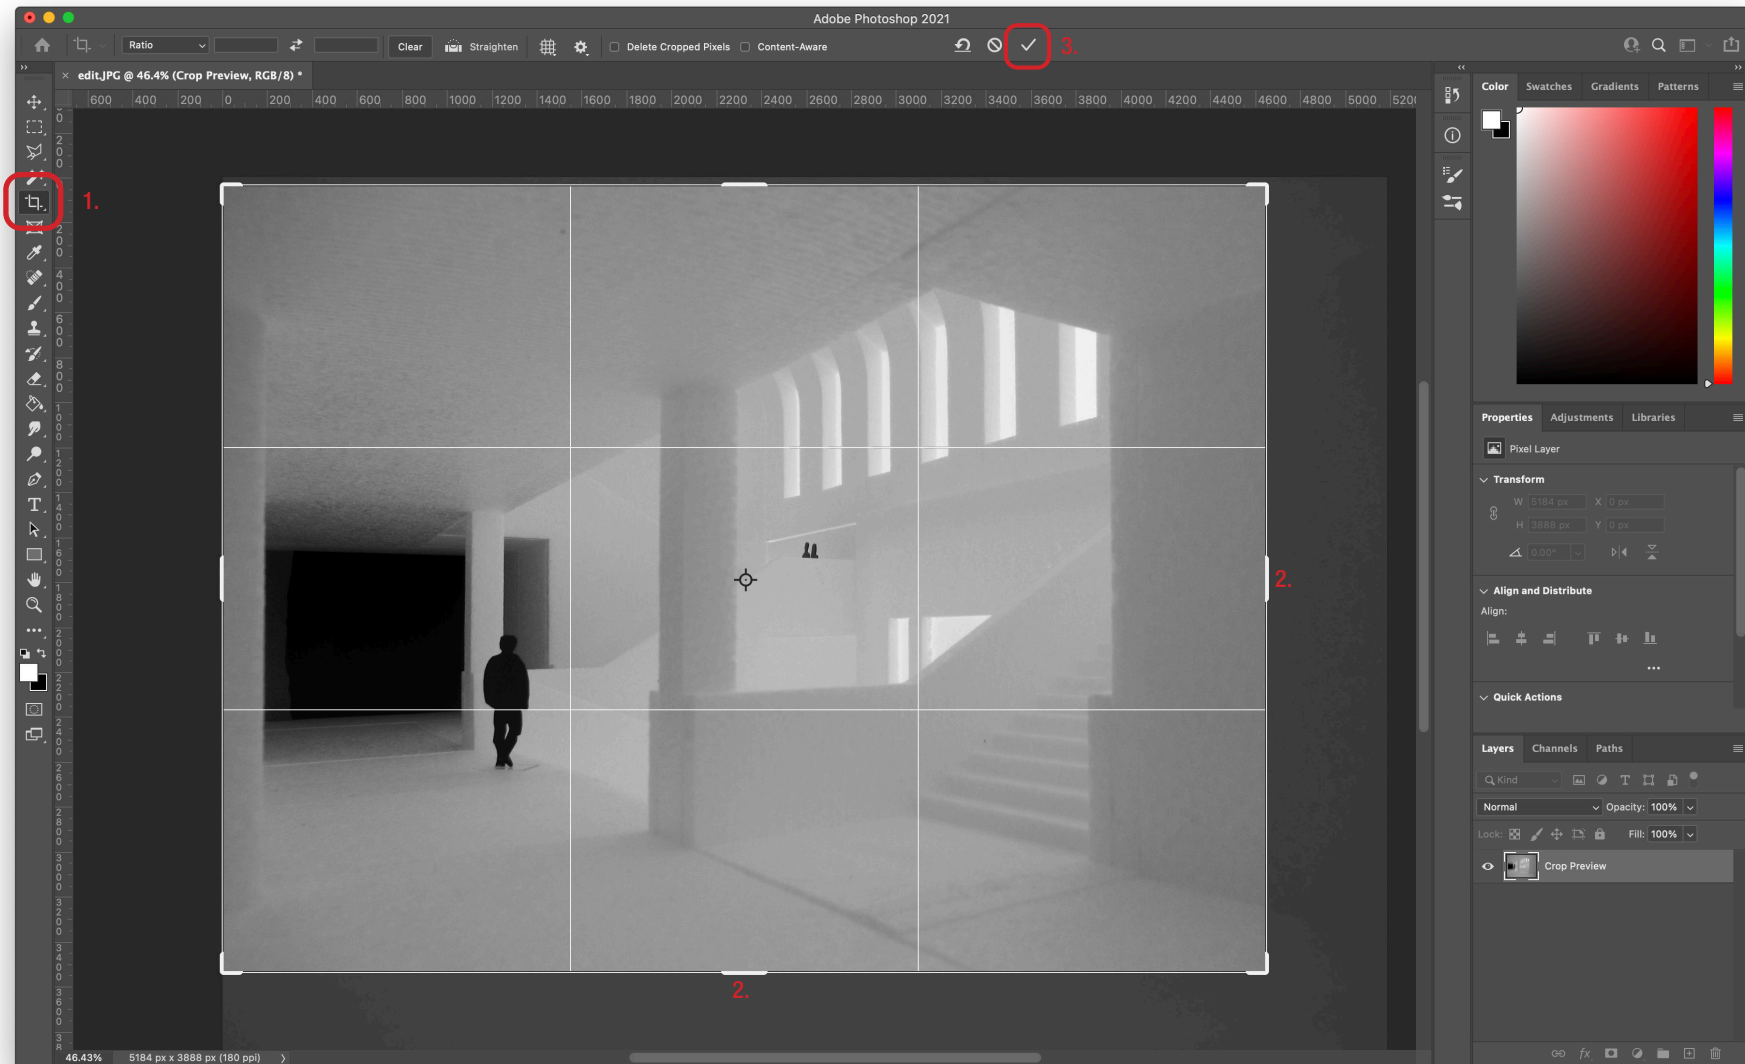 Adobe Photoshop 2021
Ratio Clear Straighten Delete Cropped Pixels Content-Aware 3.
× edit.JPG @ 46.4% (Crop Preview, RGB/8) *
600 400 200 0 200 400 600 800 1000 1200 1400 1600 1800 2000 2200 2400 2600 2800 3000 3200 3400 3600 3800 4000 4200 4400 4600 4800 5000
Color Swatches Gradients Patterns
1.
2.
2.
Properties Adjustments Libraries
Pixel Layer
Transform
W 5184 px X 0 px
H 3888 px Y 0 px
0.00°
Align and Distribute
Align:
Quick Actions
Layers Channels Paths
Kind
Normal Opacity: 100%
Lock: Fill: 100%
Crop Preview
fx
46.43% 5184 px x 3888 px (180 ppi)